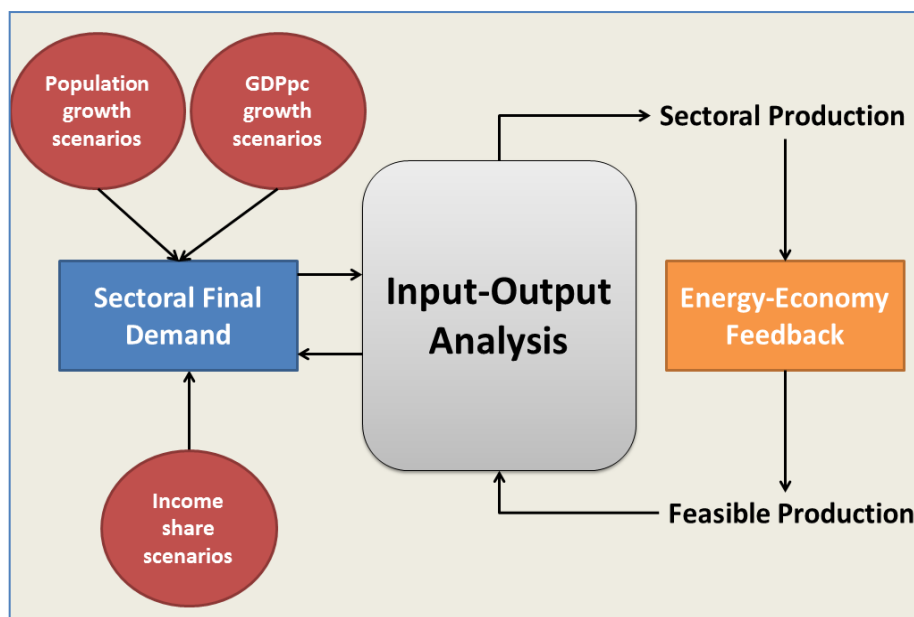 Population
growth
scenarios
GDPpc
growth
scenarios
Sectoral Production
Sectoral Final
Demand
Input-Output
Analysis
Energy-Economy
Feedback
Income
share
scenarios
Feasible Production